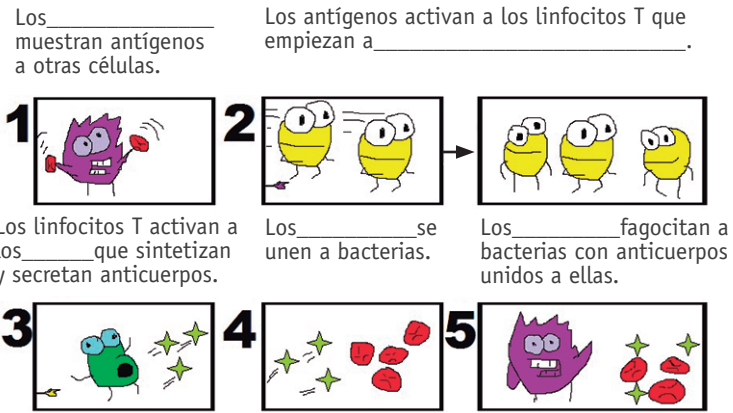 Los_______________
muestran antígenos
a otras células.
Los antígenos activan a los linfocitos T que
empiezan a____________________________.
1
2
Los linfocitos T activan a
los______que sintetizan
y secretan anticuerpos.
Los__________se
unen a bacterias.
Los_________fagocitan a
bacterias con anticuerpos
unidos a ellas.
3
4
5